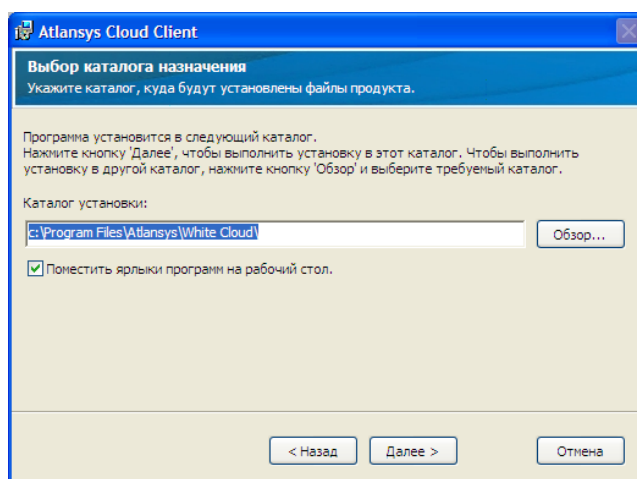 Atlansys Cloud Client
Выбор каталога назначения
Укажите каталог, куда будут установлены файлы продукта.
Программа установится в следующий каталог.
Нажмите кнопку 'Далее', чтобы выполнить установку в этот каталог. Чтобы выполнить
установку в другой каталог, нажмите кнопку 'Обзор' и выберите требуемый каталог.
Каталог установки:
c:\Program Files\Atlansys\White Cloud\
Обзор...
Поместить ярлыки программ на рабочий стол.
< Назад
Далее >
Отмена